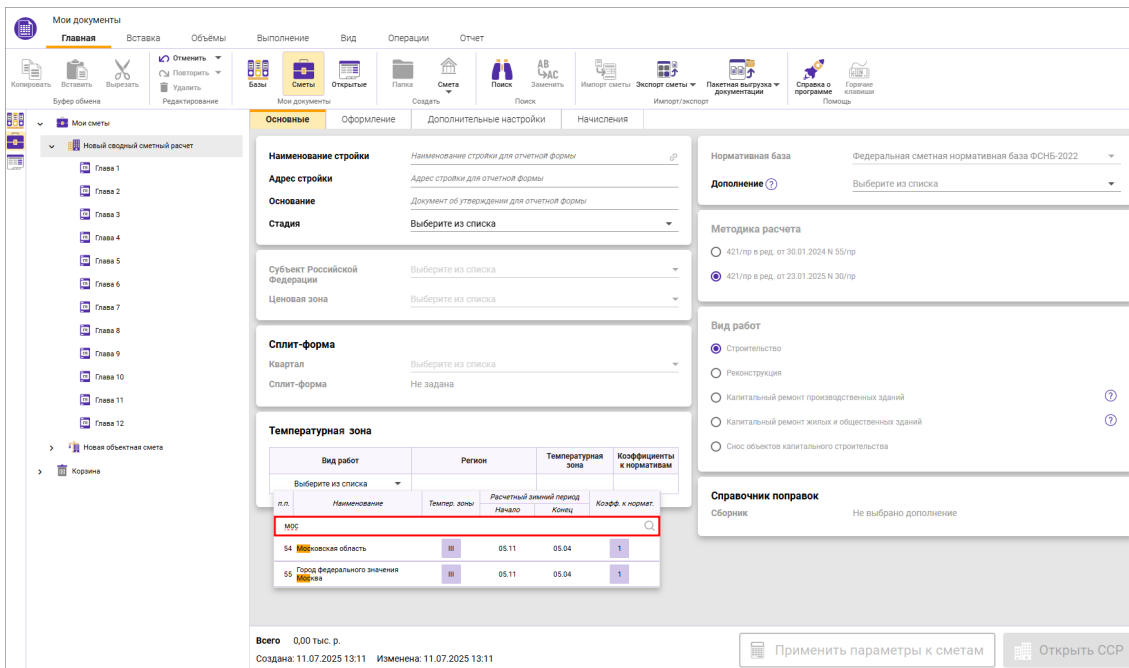 Мои документы
Главная Вставка Объёмы Выполнение Вид Операции Отчет
Копировать Вставить Вырезать
Отменить
Повторить
Удалить
Базы Сметы Открытые Папка Смета Поиск Заменить Импорт сметы Экспорт сметы Пакетная выгрузка документации Справка о программе Горячие клавиши
AB
AC
Буфер обмена Редактирование Мои документы Создать Поиск Импорт/экспорт Помощь
Мои сметы
Новый сводный сметный расчет
Глава 1
Глава 2
Глава 3
Глава 4
Глава 5
Глава 6
Глава 7
Глава 8
Глава 9
Глава 10
Глава 11
Глава 12
Новая объектная смета
Корзина
Основные Оформление Дополнительные настройки Начисления
Наименование стройки Наименование стройки для отчетной формы
Адрес стройки Адрес стройки для отчетной формы
Основание Документ об утверждении для отчетной формы
Стадия Выберите из списка
Субъект Российской Федерации Выберите из списка
Ценовая зона Выберите из списка
Сплит-форма
Квартал Выберите из списка
Сплит-форма Не задана
Температурная зона
Вид работ Регион Температурная зона Коэффициенты к нормативам
Выберите из списка
п.п. Наименование Темпер. зоны Расчетный зимний период Коэфф. к нормат.
Начало Конец
мос
54 Московская область III 05.11 05.04 1
55 Город федерального значения Москва III 05.11 05.04 1
Нормативная база Федеральная сметная нормативная база ФСНБ-2022
Дополнение ? Выберите из списка
Методика расчета
421/пр в ред. от 30.01.2024 N 55/пр
421/пр в ред. от 23.01.2025 N 30/пр
Вид работ
Строительство
Реконструкция
Капитальный ремонт производственных зданий ?
Капитальный ремонт жилых и общественных зданий ?
Снос объектов капитального строительства
Справочник поправок
Сборник Не выбрано дополнение
Всего 0,00 тыс. р.
Создана: 11.07.2025 13:11 Изменена: 11.07.2025 13:11
Применить параметры к сметам Открыть ССР